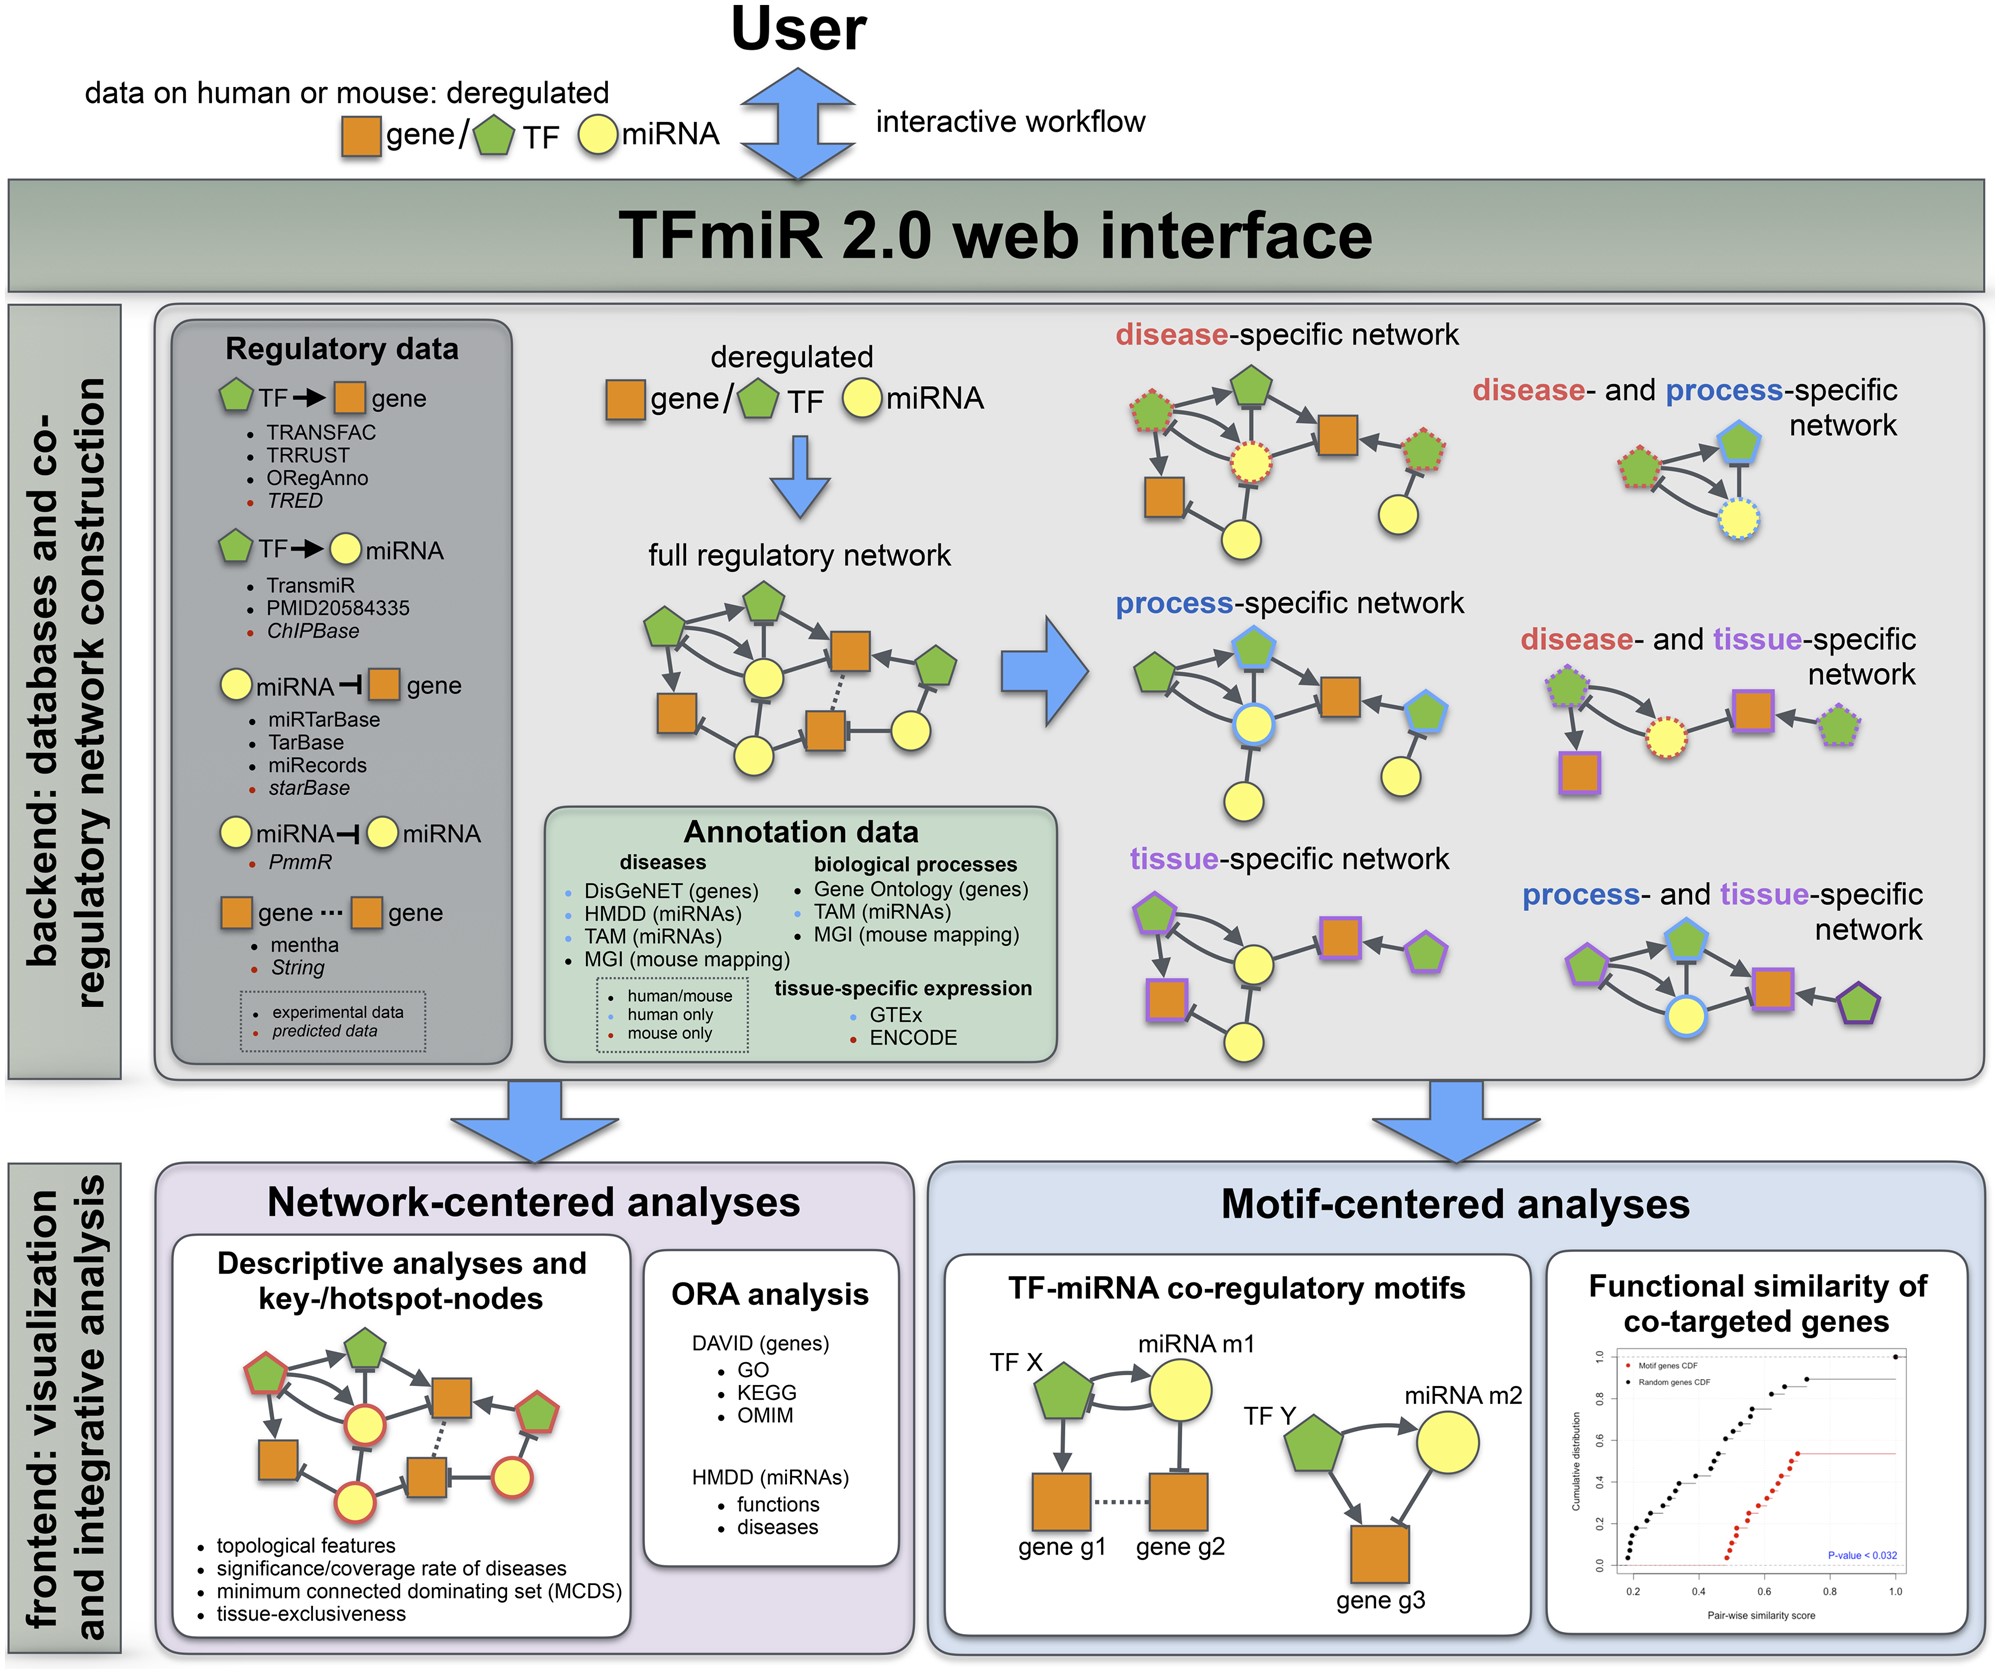 User
data on human or mouse: deregulated
gene / TF miRNA
interactive workflow
TFmiR 2.0 web interface
backend: databases and co-
regulatory network construction
Regulatory data
TF gene
• TRANSFAC
• TRRUST
• ORegAnno
• TRED
TF miRNA
• TransmiR
• PMID20584335
• ChIPBase
miRNA gene
• miRTarBase
• TarBase
• miRecords
• starBase
miRNA miRNA
• PmmR
gene ··· gene
• mentha
• String
• experimental data
• predicted data
deregulated
gene / TF miRNA
full regulatory network
Annotation data
diseases
• DisGeNET (genes)
• HMDD (miRNAs)
• TAM (miRNAs)
• MGI (mouse mapping)
• human/mouse
• human only
• mouse only
biological processes
• Gene Ontology (genes)
• TAM (miRNAs)
• MGI (mouse mapping)
tissue-specific expression
• GTEx
• ENCODE
disease-specific network
process-specific network
tissue-specific network
disease- and process-specific
network
disease- and tissue-specific
network
process- and tissue-specific
network
frontend: visualization
and integrative analysis
Network-centered analyses
Descriptive analyses and
key-/hotspot-nodes
• topological features
• significance/coverage rate of diseases
• minimum connected dominating set (MCDS)
• tissue-exclusiveness
ORA analysis
DAVID (genes)
• GO
• KEGG
• OMIM
HMDD (miRNAs)
• functions
• diseases
Motif-centered analyses
TF-miRNA co-regulatory motifs
TF X
miRNA m1
gene g1
gene g2
TF Y
miRNA m2
gene g3
Functional similarity of
co-targeted genes
Motif genes CDF
Random genes CDF
Cumulative distribution
1.0
0.8
0.6
0.4
0.2
0.0
P-value < 0.032
0.2 0.4 0.6 0.8 1.0
Pair-wise similarity score